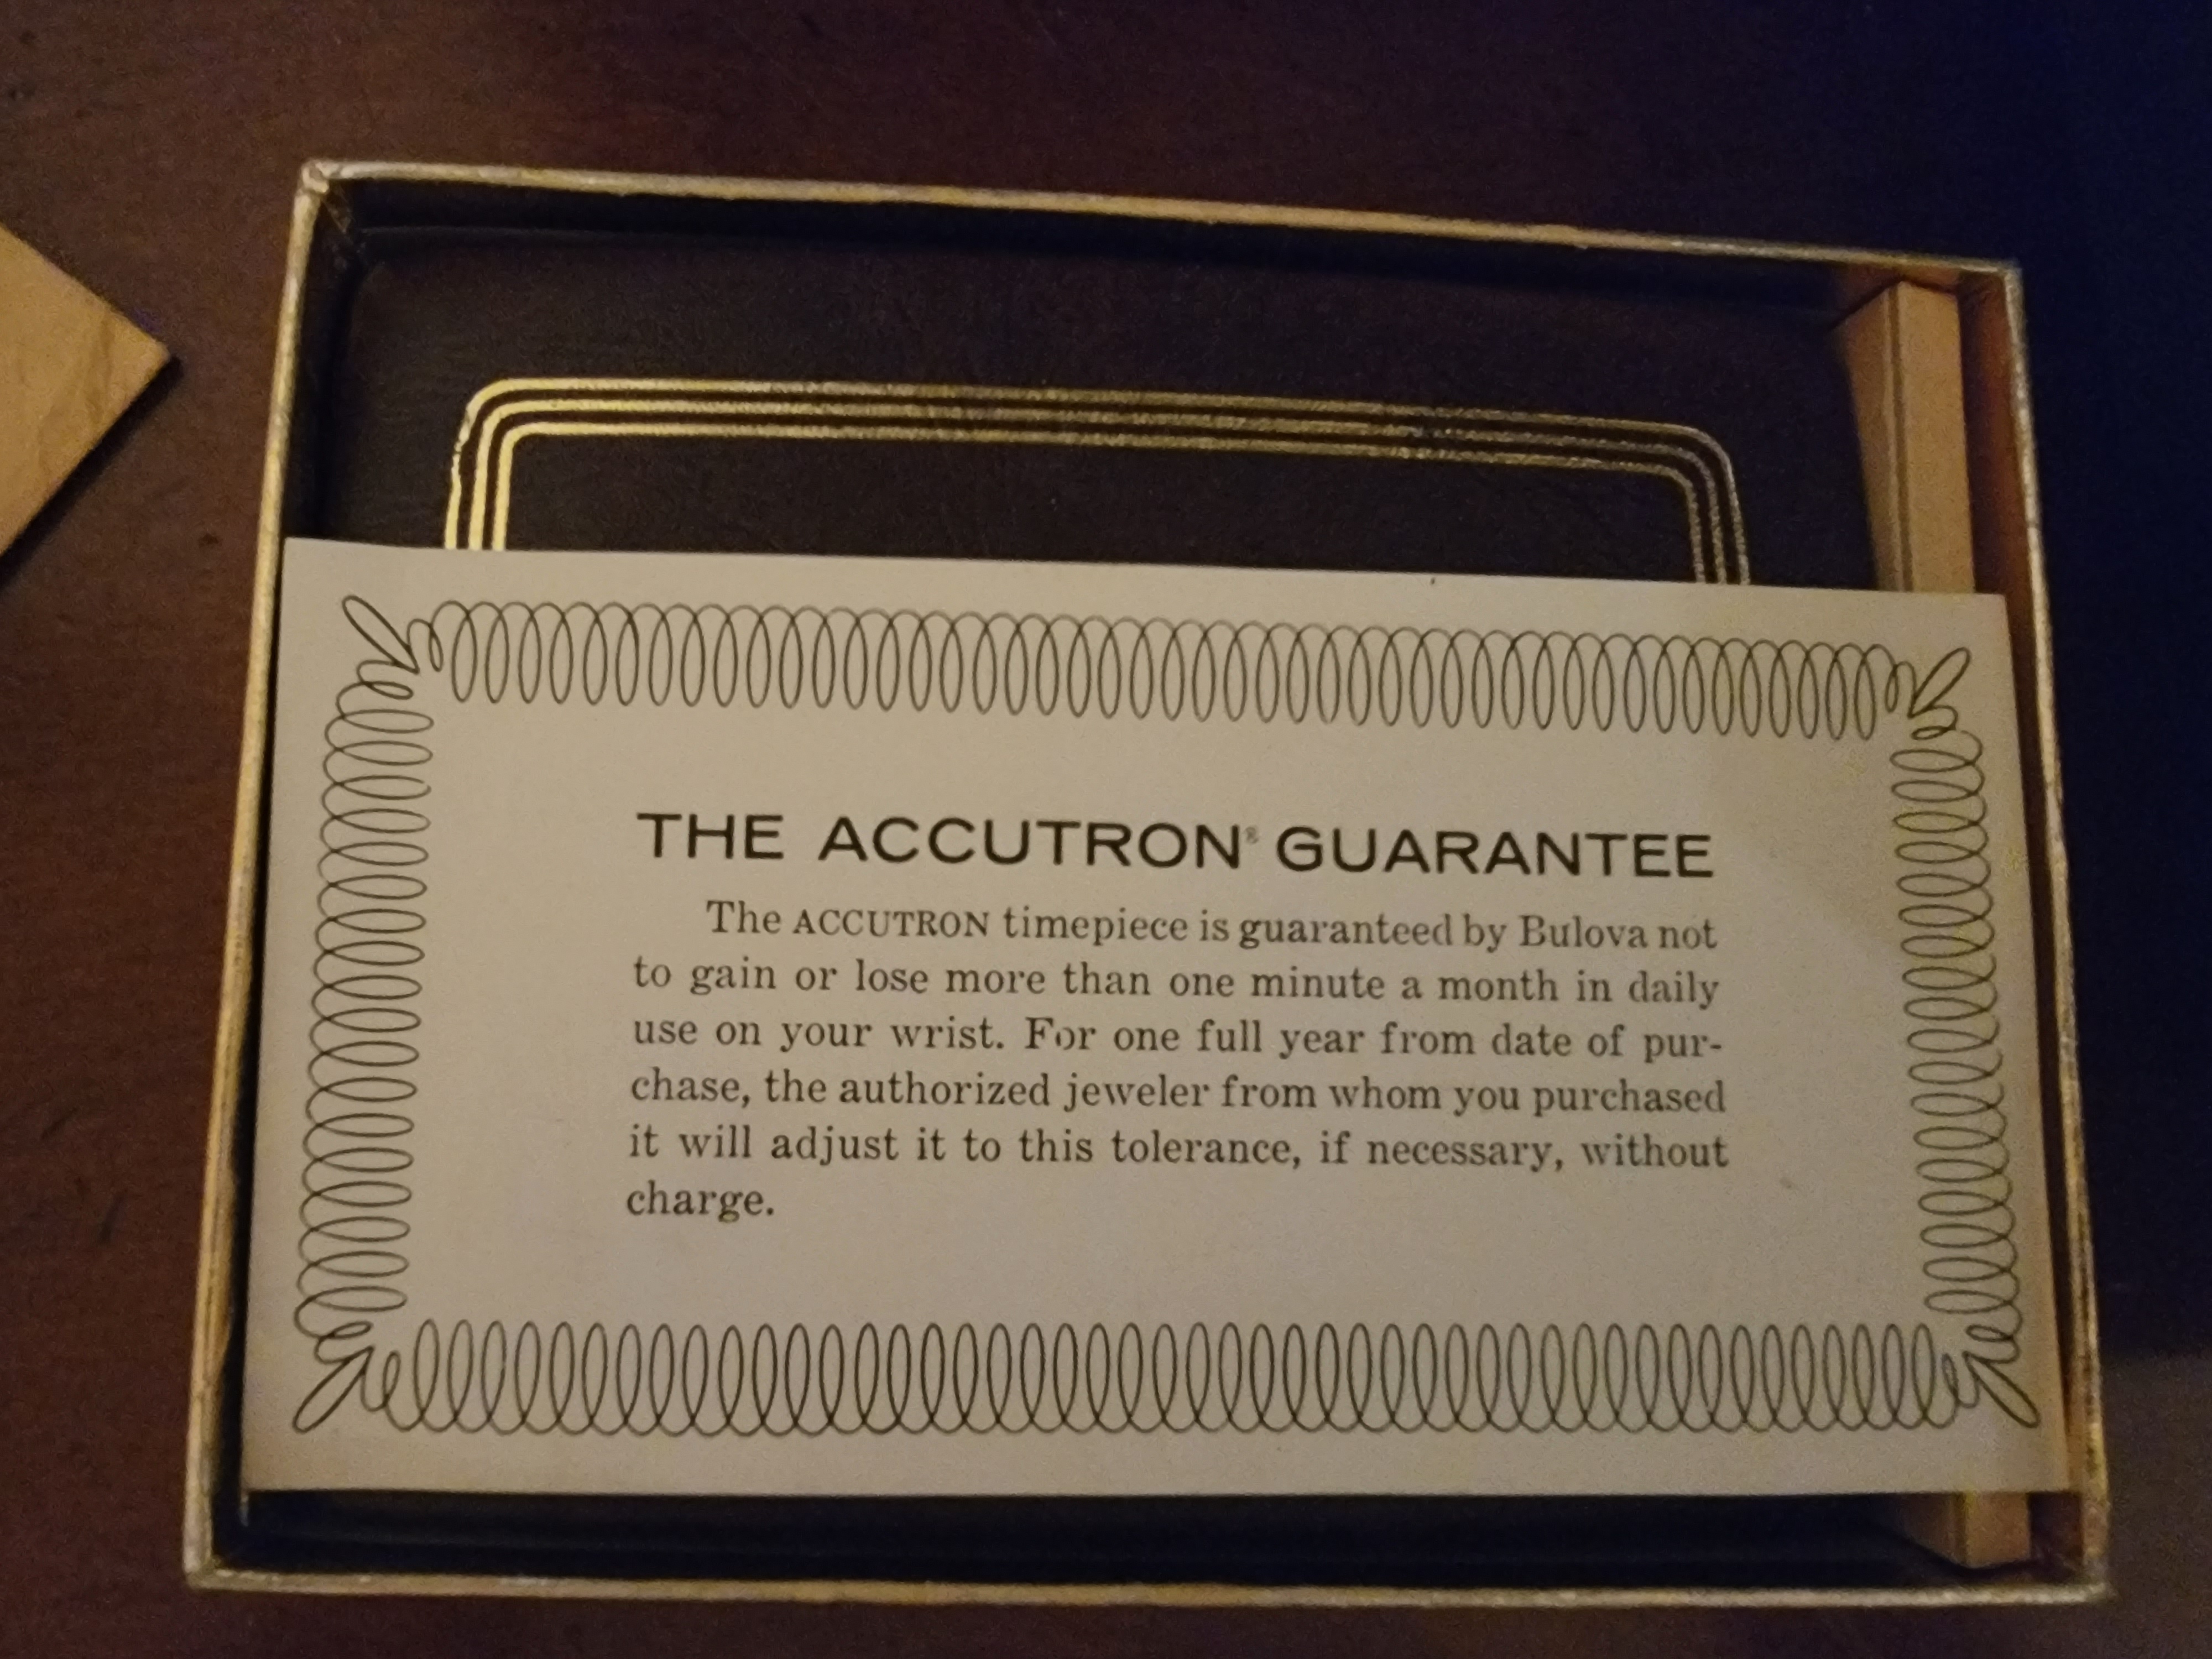 THE ACCUTRON® GUARANTEE
The ACCUTRON timepiece is guaranteed by Bulova not
to gain or lose more than one minute a month in daily
use on your wrist. For one full year from date of pur-
chase, the authorized jeweler from whom you purchased
it will adjust it to this tolerance, if necessary, without
charge.